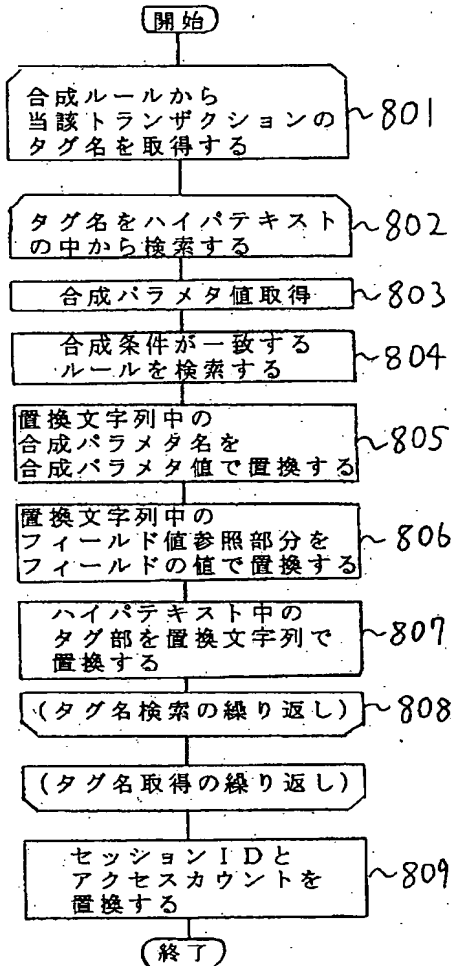 開始
合成ルールから
当該トランザクションの
タグ名を取得する
~801
タグ名をハイパテキスト
の中から検索する
~802
合成パラメタ値取得
~803
合成条件が一致する
ルールを検索する
~804
置換文字列中の
合成パラメタ名を
合成パラメタ値で置換する
~805
置換文字列中の
フィールド値参照部分を
フィールドの値で置換する
~806
ハイパテキスト中の
タグ部を置換文字列で
置換する
~807
(タグ名検索の繰り返し)
~808
(タグ名取得の繰り返し)
セッションIDと
アクセスカウントを
置換する
~809
終了